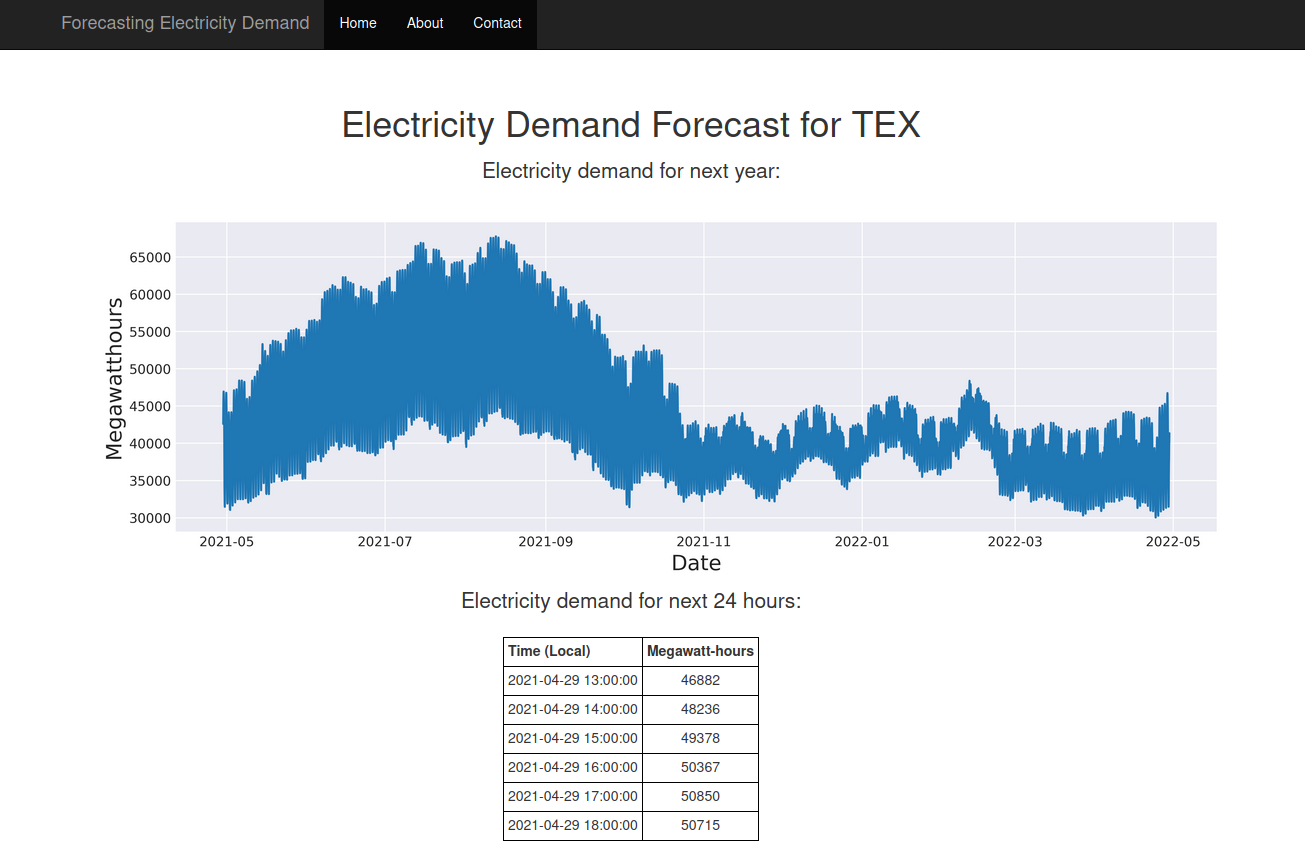 Forecasting Electricity Demand Home About Contact
Electricity Demand Forecast for TEX
Electricity demand for next year:
65000
60000
55000
50000
45000
40000
35000
30000
Megawatthours
2021-05 2021-07 2021-09 2021-11 2022-01 2022-03 2022-05
Date
Electricity demand for next 24 hours:
Time (Local) Megawatt-hours
2021-04-29 13:00:00 46882
2021-04-29 14:00:00 48236
2021-04-29 15:00:00 49378
2021-04-29 16:00:00 50367
2021-04-29 17:00:00 50850
2021-04-29 18:00:00 50715